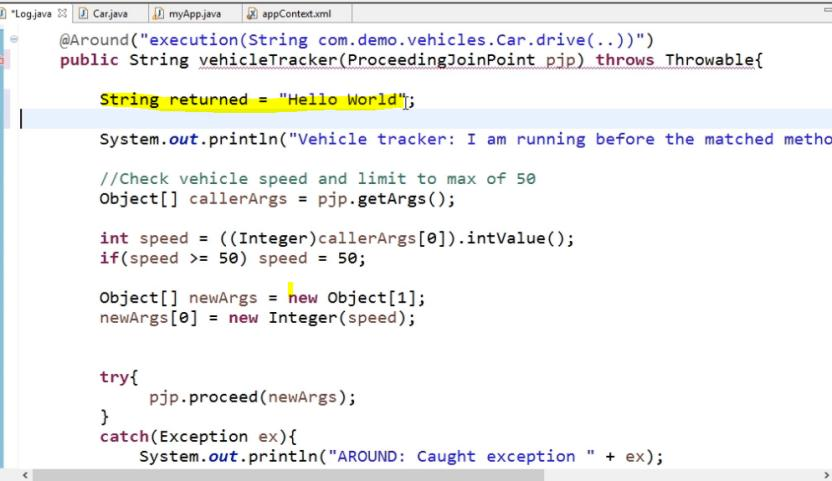 *Log.java Car.java myApp.java appContext.xml
@Around("execution(String com.demo.vehicles.Car.drive(..))")
public String vehicleTracker(ProceedingJoinPoint pjp) throws Throwable{
String returned = "Hello World";
System.out.println("Vehicle tracker: I am running before the matched metho
//Check vehicle speed and limit to max of 50
Object[] callerArgs = pjp.getArgs();
int speed = ((Integer)callerArgs[0]).intValue();
if(speed >= 50) speed = 50;
Object[] newArgs = new Object[1];
newArgs[0] = new Integer(speed);
try{
pjp.proceed(newArgs);
}
catch(Exception ex){
System.out.println("AROUND: Caught exception " + ex);